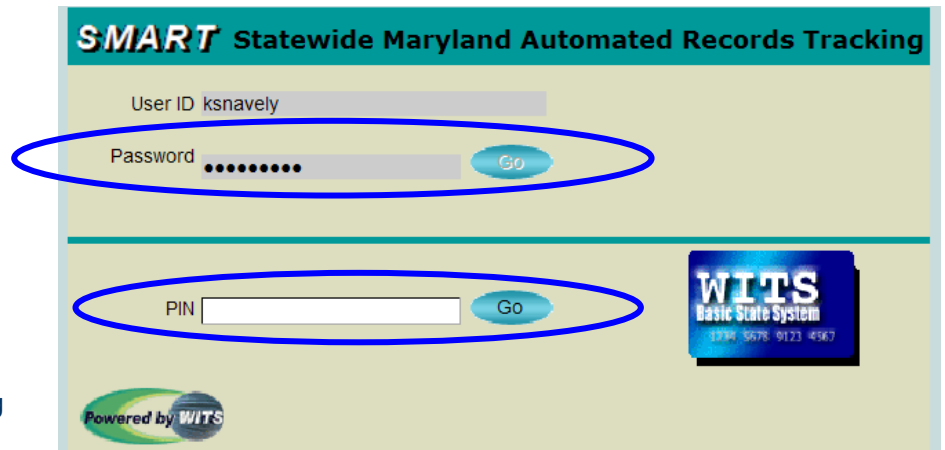 SMART Statewide Maryland Automated Records Tracking
User ID ksnavely
Password ••••••••• Go
PIN Go
WITS
Basic State System
1234 5678 9123 4567
Powered by WITS